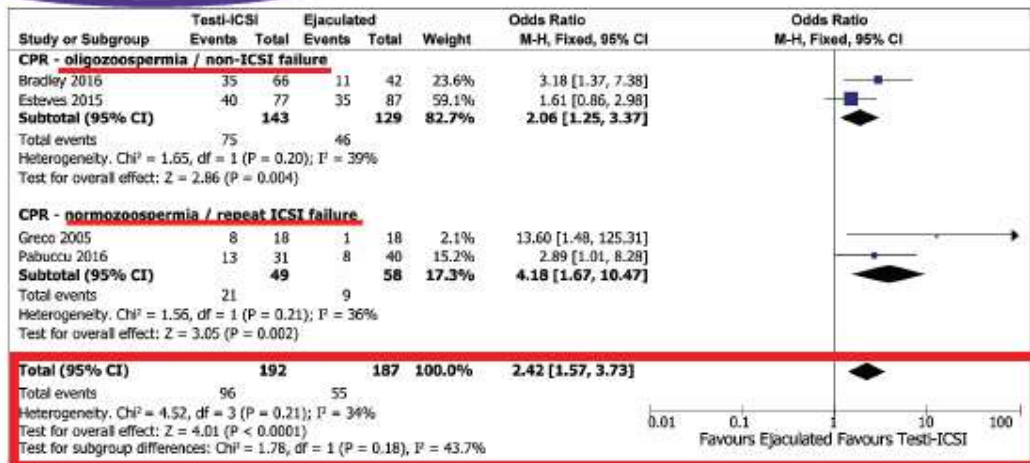 Testi-ICSI Ejaculated Odds Ratio Odds Ratio
Study or Subgroup Events Total Events Total Weight M-H, Fixed, 95% CI M-H, Fixed, 95% CI
CPR - oligozoospermia / non-ICSI failure
Bradley 2016 35 66 11 42 23.6% 3.18 [1.37, 7.38]
Esteves 2015 40 77 35 87 59.1% 1.61 [0.86, 2.98]
Subtotal (95% CI) 143 129 82.7% 2.06 [1.25, 3.37]
Total events 75 46
Heterogeneity. Chi² = 1.65, df = 1 (P = 0.20); I² = 39%
Test for overall effect: Z = 2.86 (P = 0.004)
CPR - normozoospermia / repeat ICSI failure
Greco 2005 8 18 1 18 2.1% 13.60 [1.48, 125.31]
Pabuccu 2016 13 31 8 40 15.2% 2.89 [1.01, 8.28]
Subtotal (95% CI) 49 58 17.3% 4.18 [1.67, 10.47]
Total events 21 9
Heterogeneity. Chi² = 1.56, df = 1 (P = 0.21); I² = 36%
Test for overall effect: Z = 3.05 (P = 0.002)
Total (95% CI) 192 187 100.0% 2.42 [1.57, 3.73]
Total events 96 55
Heterogeneity. Chi² = 4.52, df = 3 (P = 0.21); I² = 34%
Test for overall effect: Z = 4.01 (P < 0.0001)
Test for subgroup differences: Chi² = 1.78, df = 1 (P = 0.18), I² = 43.7%
0.01 0.1 1 10 100
Favours Ejaculated Favours Testi-ICSI